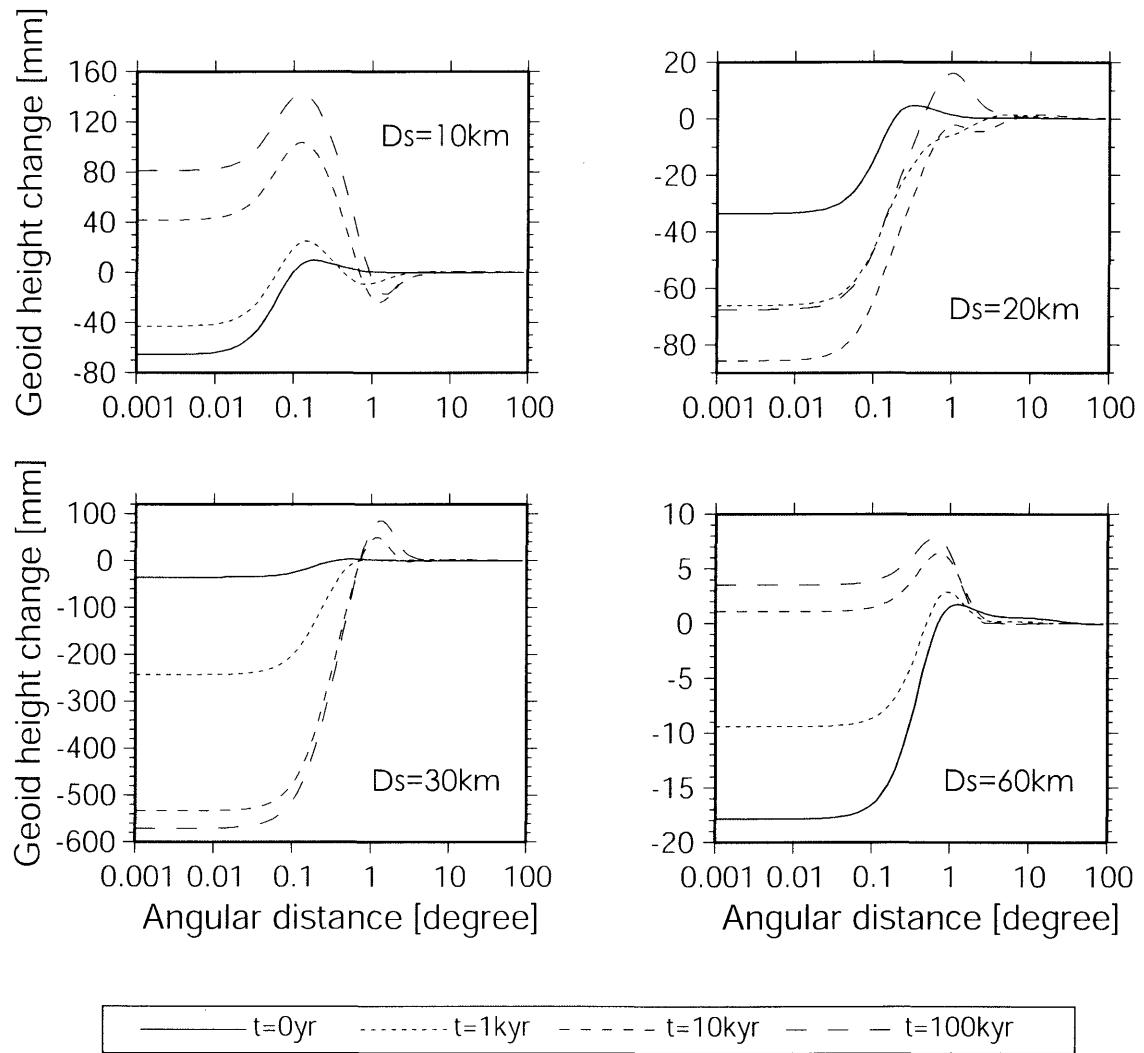 Geoid height change [mm]
160
120
80
40
0
-40
-80
Ds=10km
0.001 0.01 0.1 1 10 100
20
0
-20
-40
-60
-80
Ds=20km
0.001 0.01 0.1 1 10 100
Geoid height change [mm]
100
0
-100
-200
-300
-400
-500
-600
Ds=30km
0.001 0.01 0.1 1 10 100
Angular distance [degree]
10
5
0
-5
-10
-15
-20
Ds=60km
0.001 0.01 0.1 1 10 100
Angular distance [degree]
t=0yr t=1kyr t=10kyr t=100kyr